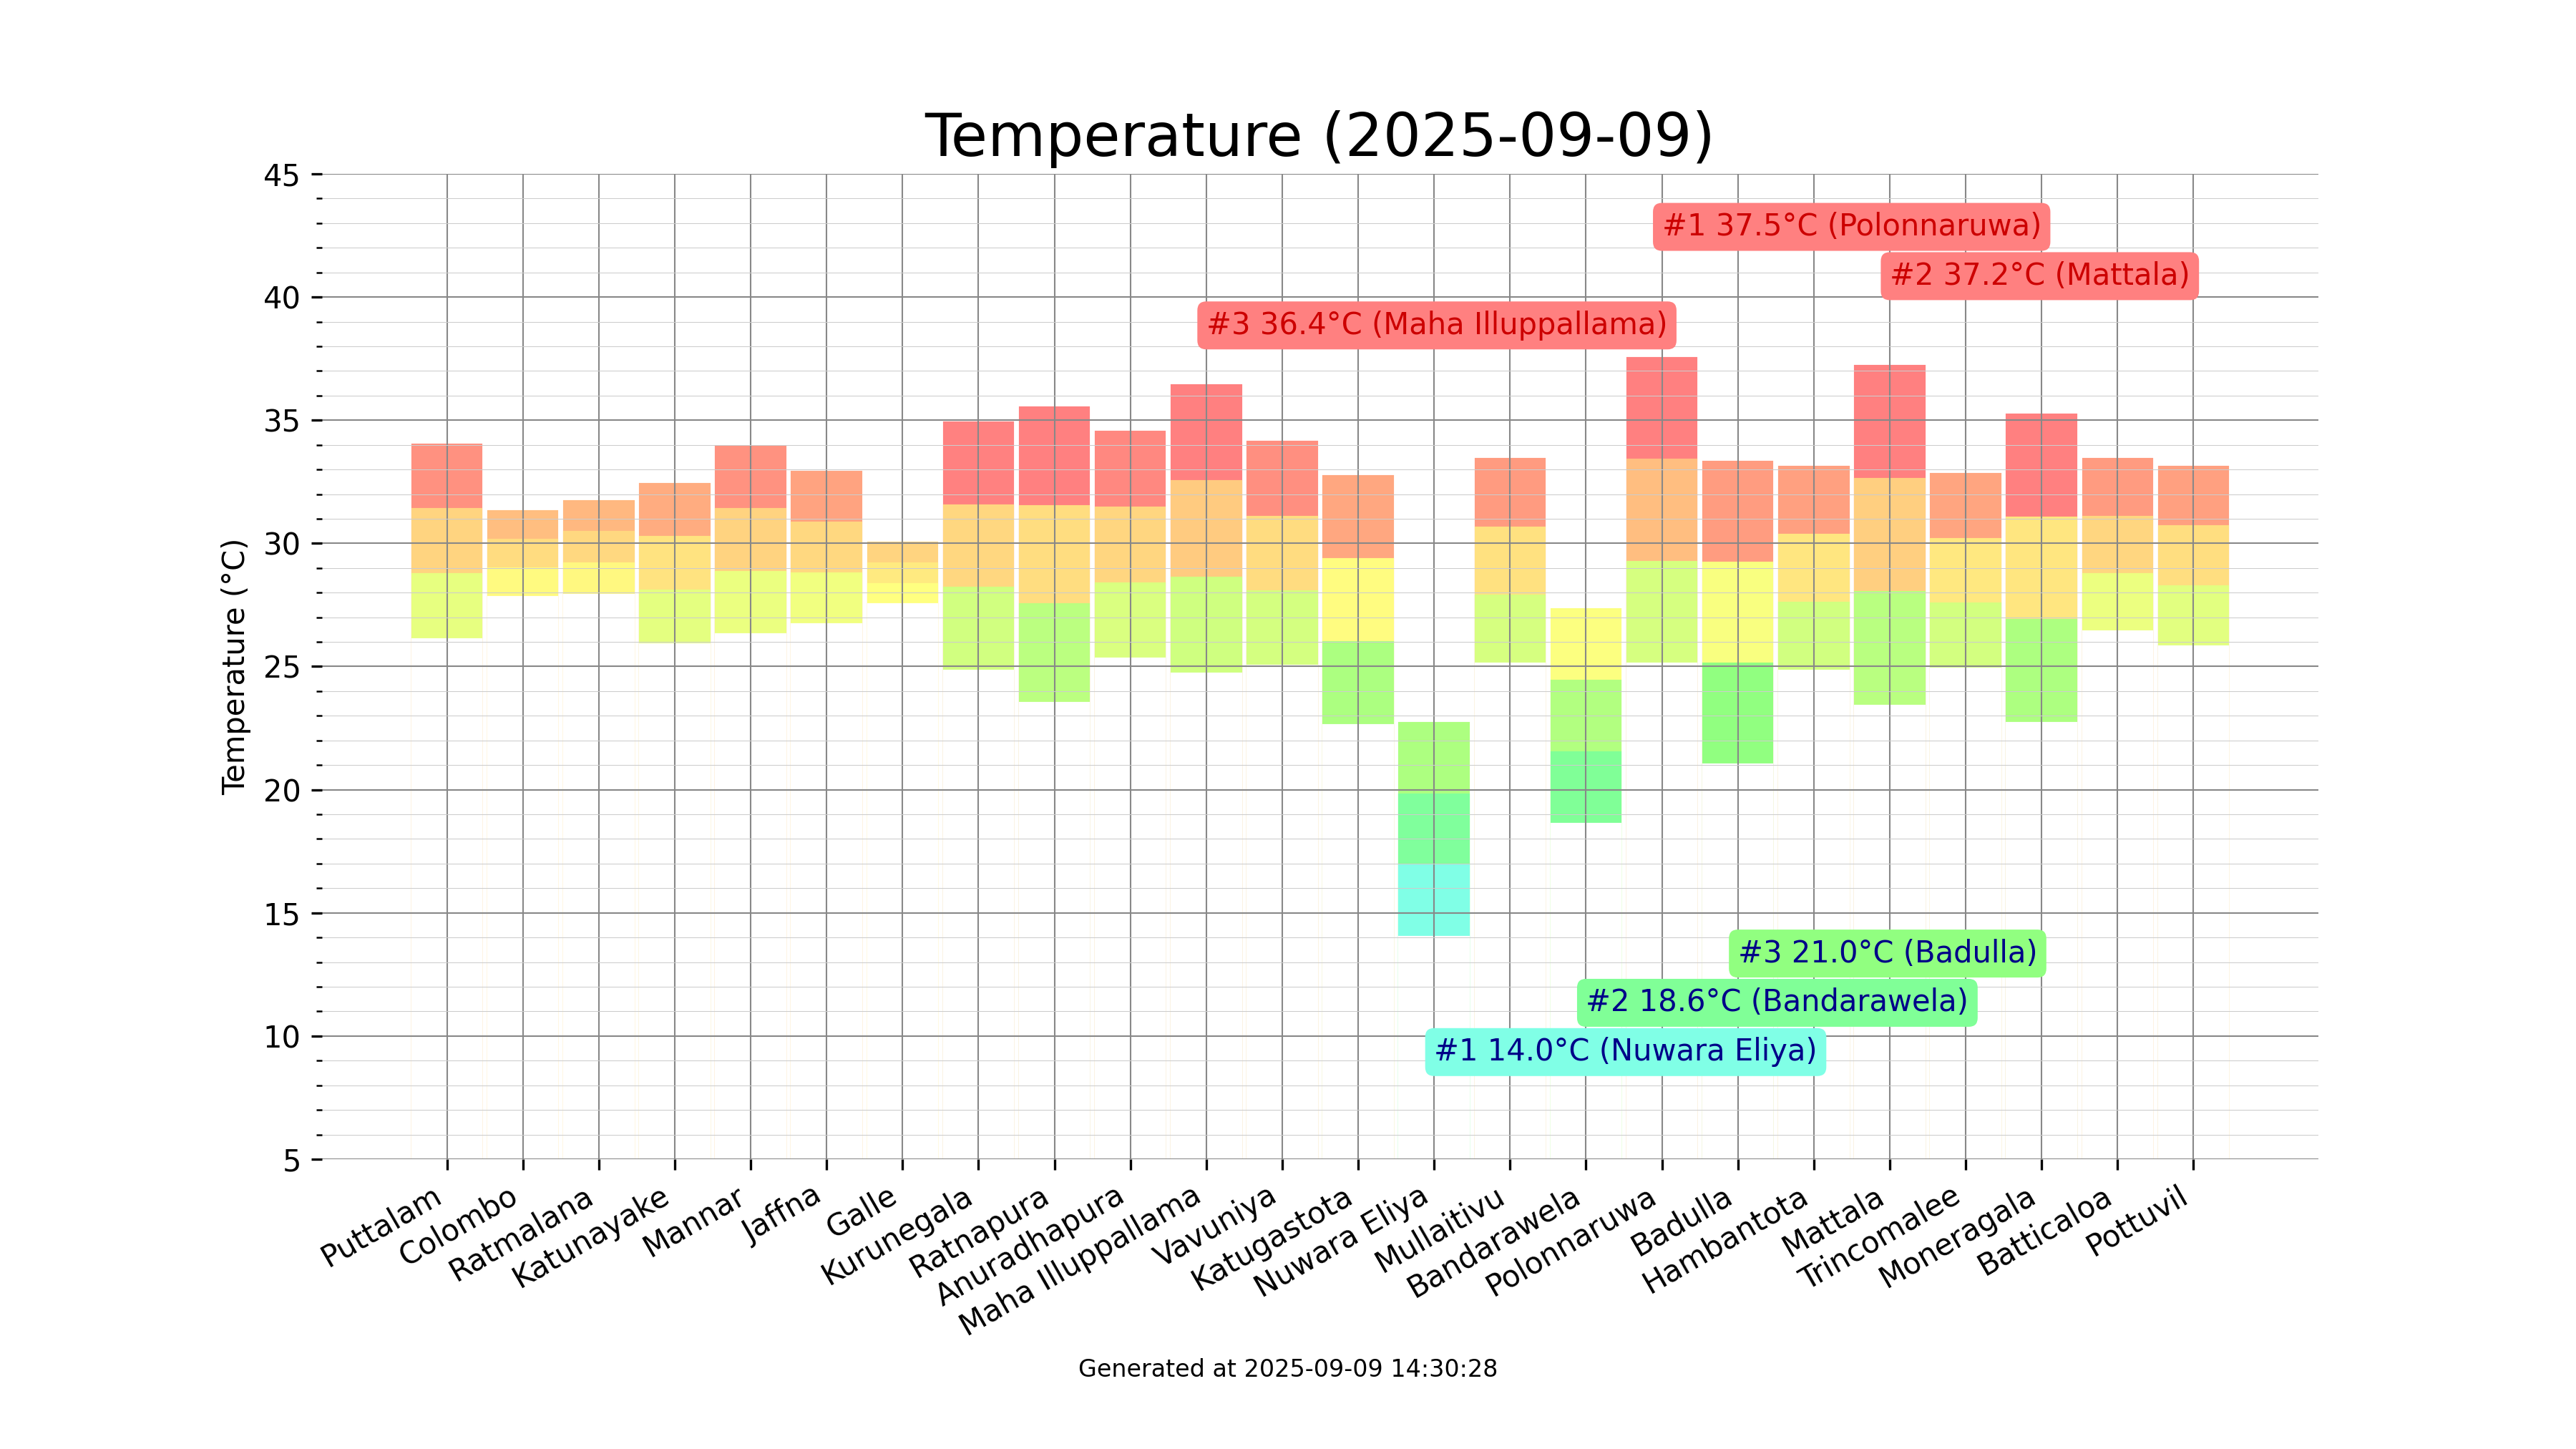 Temperature (2025-09-09)
45
40
35
30
25
20
15
10
5
Temperature (°C)
#1 37.5°C (Polonnaruwa)
#2 37.2°C (Mattala)
#3 36.4°C (Maha Illuppallama)
#3 21.0°C (Badulla)
#2 18.6°C (Bandarawela)
#1 14.0°C (Nuwara Eliya)
Puttalam
Colombo
Ratmalana
Katunayake
Mannar
Jaffna
Galle
Kurunegala
Ratnapura
Anuradhapura
Maha Illuppallama
Vavuniya
Katugastota
Nuwara Eliya
Mullaitivu
Bandarawela
Polonnaruwa
Badulla
Hambantota
Mattala
Trincomalee
Moneragala
Batticaloa
Pottuvil
Generated at 2025-09-09 14:30:28